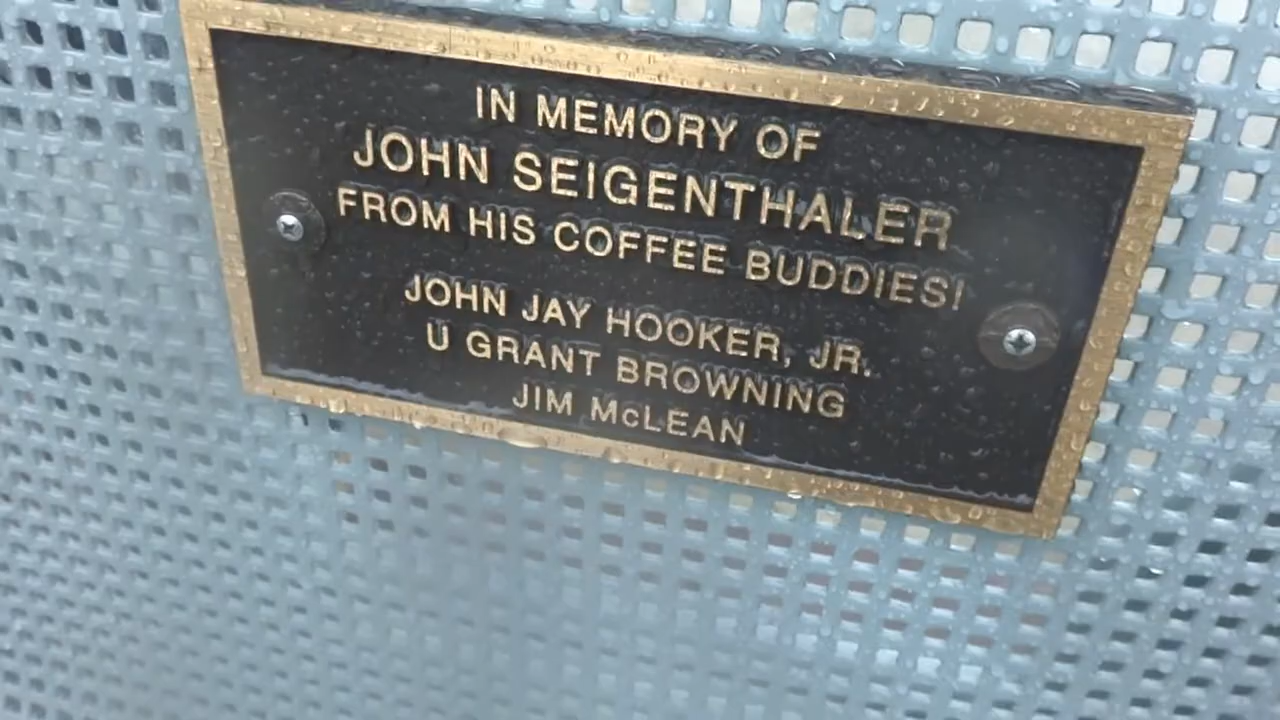 IN MEMORY OF
JOHN SEIGENTHALER
FROM HIS COFFEE BUDDIES!
JOHN JAY HOOKER, JR.
U GRANT BROWNING
JIM McLEAN